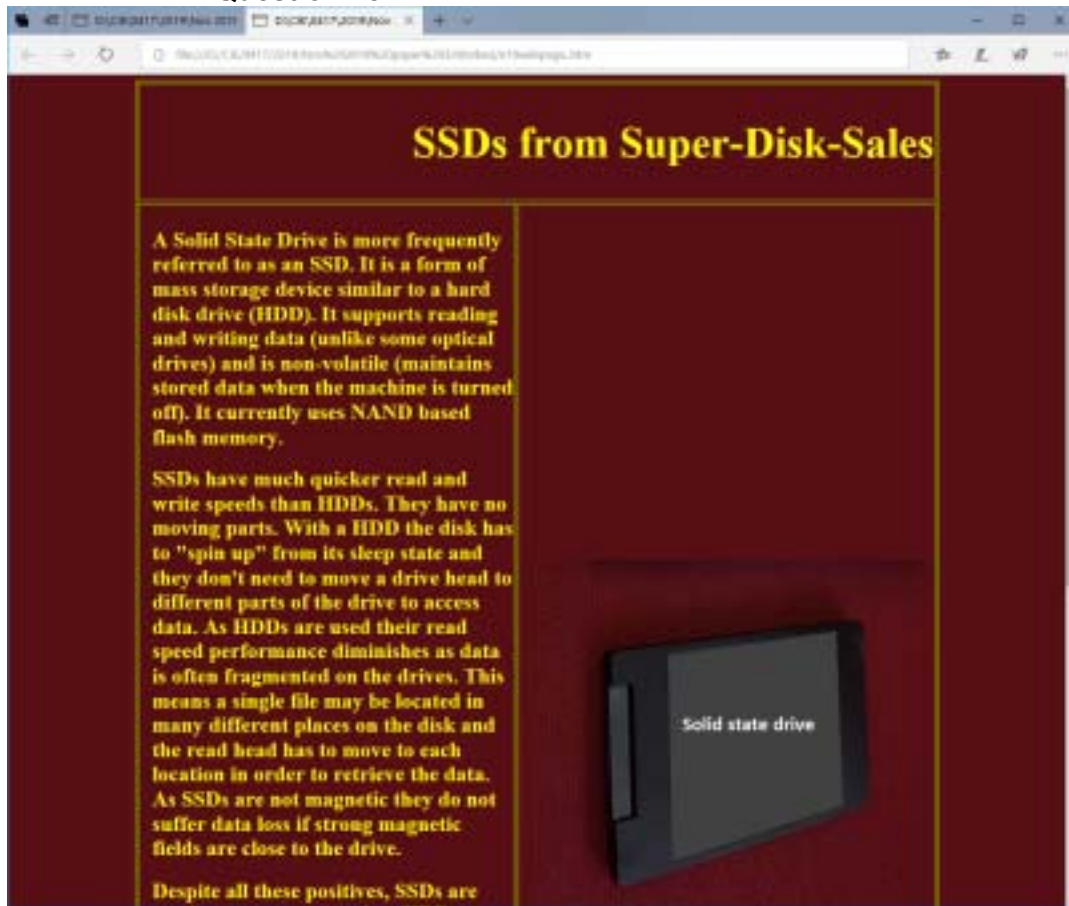 SSDs from Super-Disk-Sales
A Solid State Drive is more frequently
referred to as an SSD. It is a form of
mass storage device similar to a hard
disk drive (HDD). It supports reading
and writing data (unlike some optical
drives) and is non-volatile (maintains
stored data when the machine is turned
off). It currently uses NAND based
flash memory.
SSDs have much quicker read and
write speeds than HDDs. They have no
moving parts. With a HDD the disk has
to "spin up" from its sleep state and
they don't need to move a drive head to
different parts of the drive to access
data. As HDDs are used their read
speed performance diminishes as data
is often fragmented on the drives. This
means a single file may be located in
many different places on the disk and
the read head has to move to each
location in order to retrieve the data.
As SSDs are not magnetic they do not
suffer data loss if strong magnetic
fields are close to the drive.
Despite all these positives, SSDs are
Solid state drive